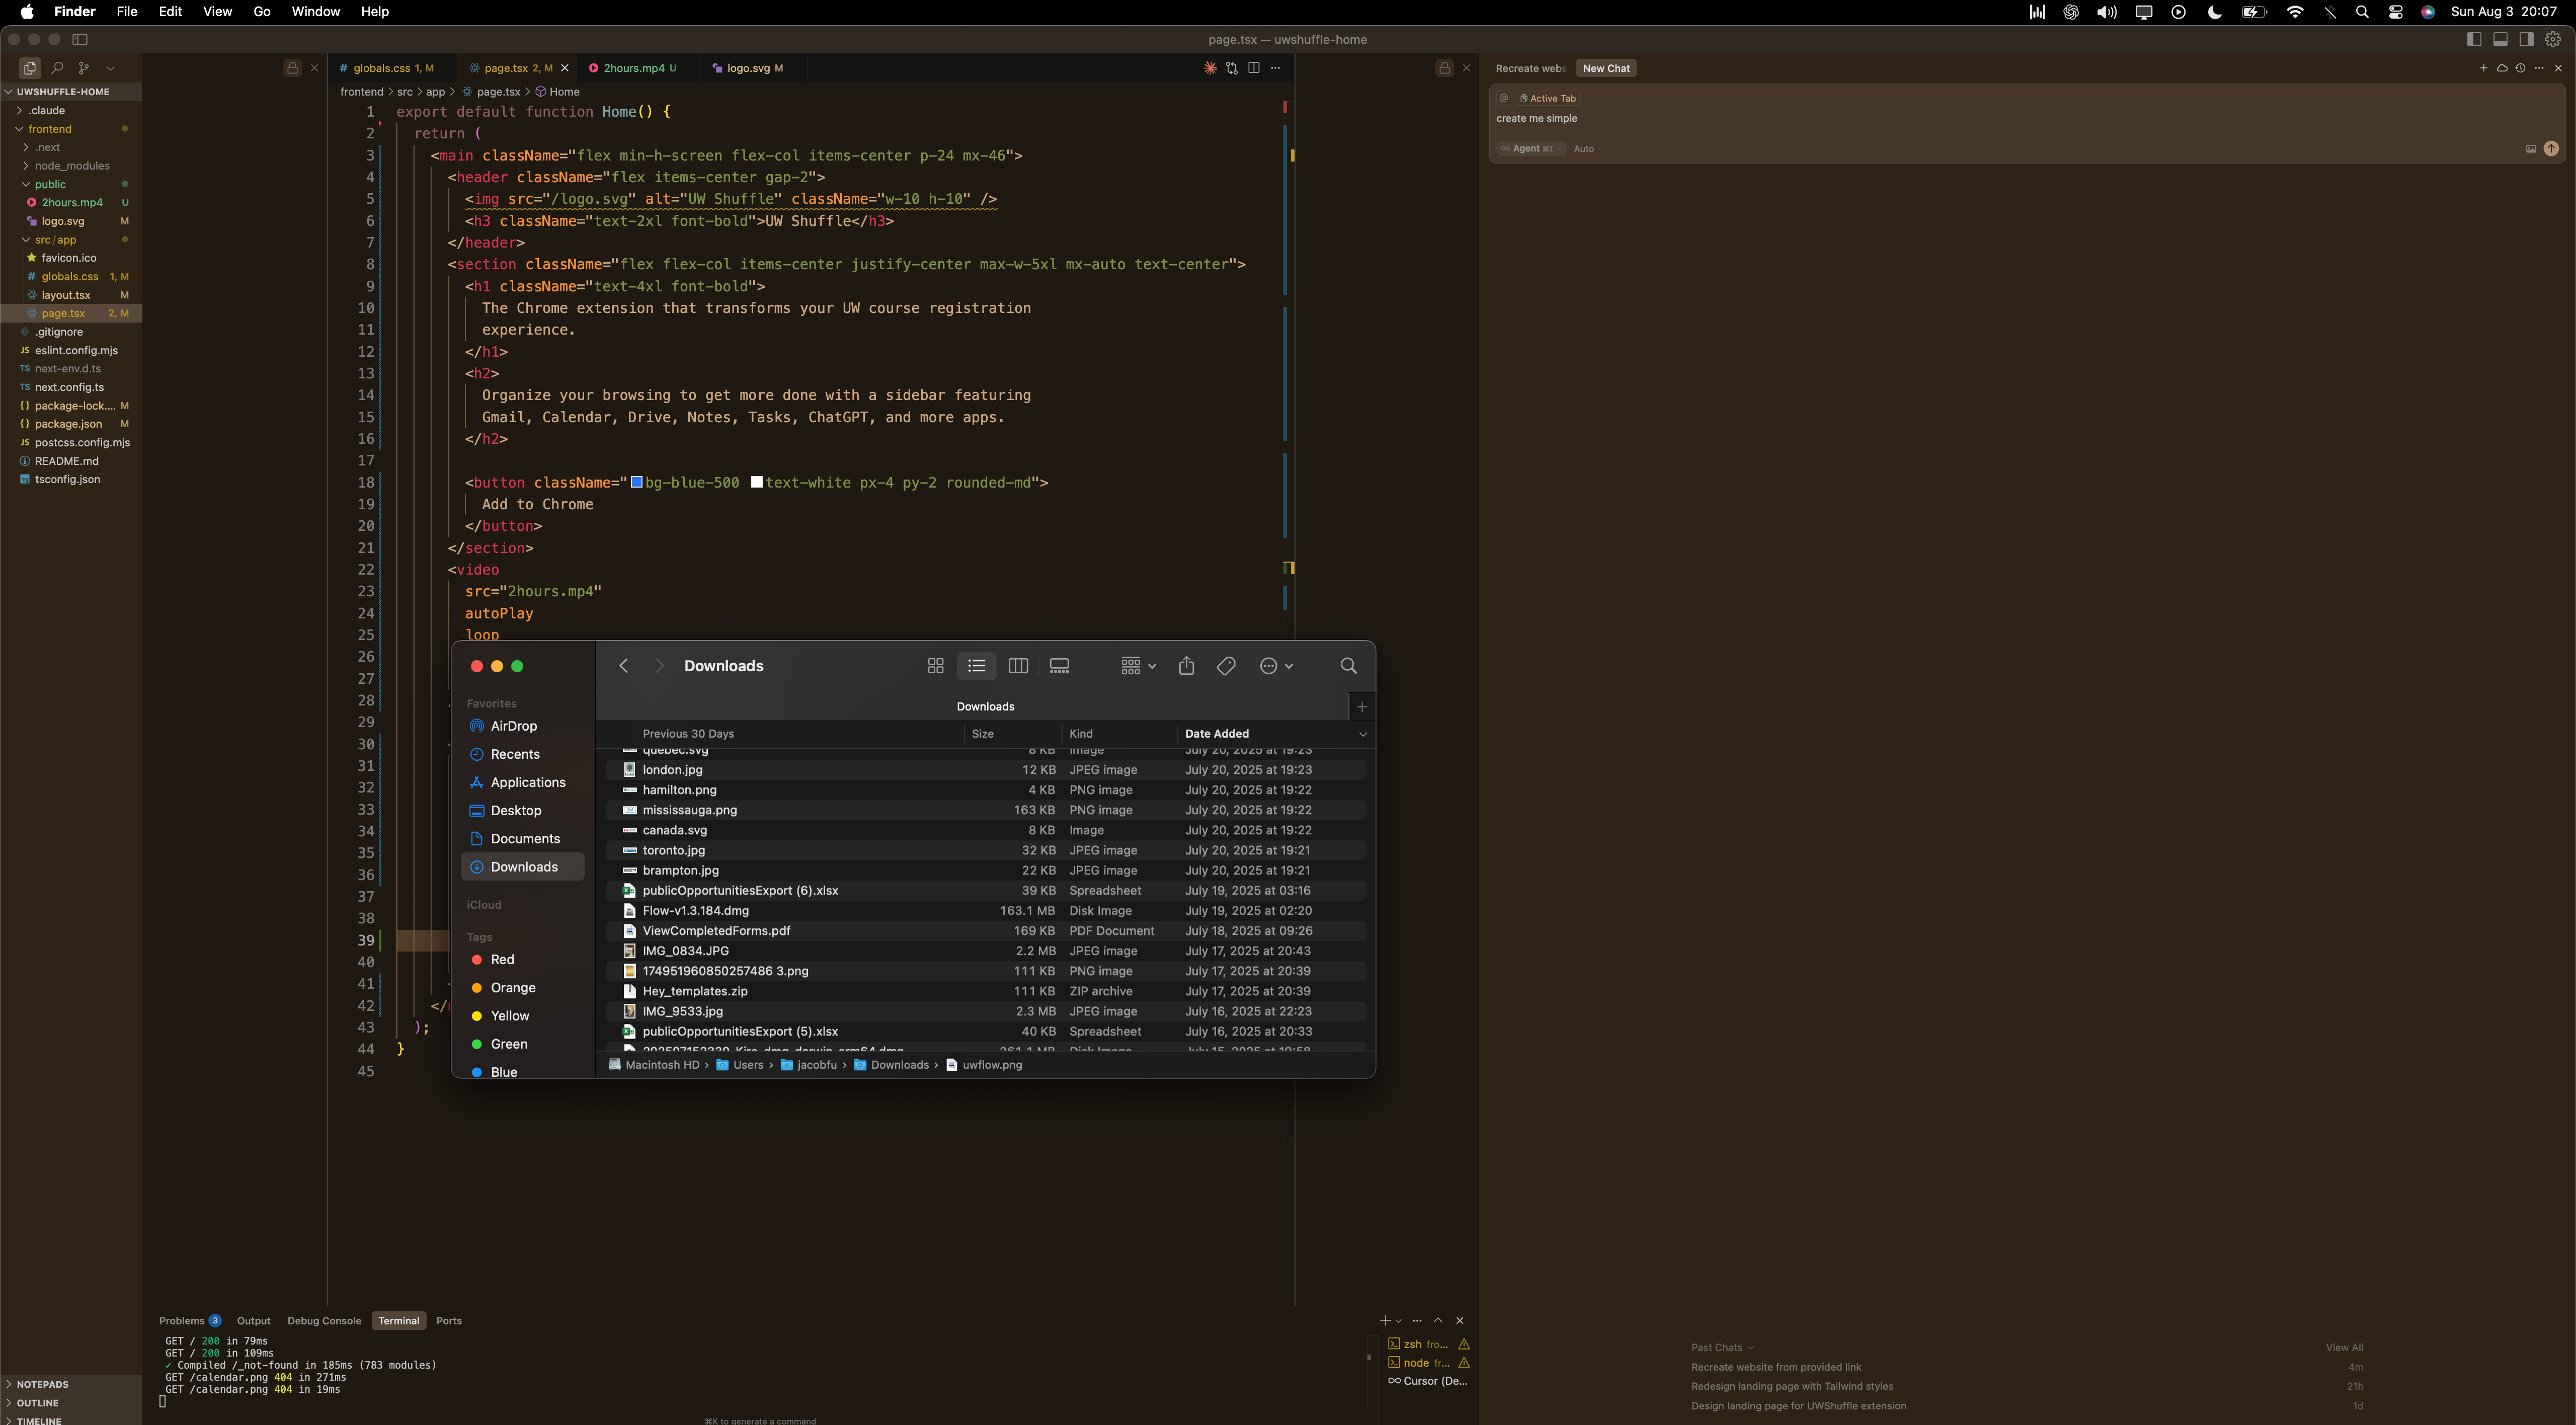 Finder File Edit View Go Window Help
Sun Aug 3 20:07
page.tsx — uwshuffle-home
UWSHUFFLE-HOME
.claude
frontend
.next
node_modules
public
2hours.mp4 U
logo.svg M
src/app
favicon.ico
globals.css 1, M
layout.tsx M
page.tsx 2, M
.gitignore
eslint.config.mjs
next-env.d.ts
next.config.ts
package-lock.... M
package.json M
postcss.config.mjs
README.md
tsconfig.json
NOTEPADS
OUTLINE
TIMELINE
globals.css 1, M page.tsx 2, M 2hours.mp4 U logo.svg M
frontend > src > app > page.tsx > Home
1 export default function Home() {
2 return (
3 <main className="flex min-h-screen flex-col items-center p-24 mx-46">
4 <header className="flex items-center gap-2">
5 <img src="/logo.svg" alt="UW Shuffle" className="w-10 h-10" />
6 <h3 className="text-2xl font-bold">UW Shuffle</h3>
7 </header>
8 <section className="flex flex-col items-center justify-center max-w-5xl mx-auto text-center">
9 <h1 className="text-4xl font-bold">
10 The Chrome extension that transforms your UW course registration
11 experience.
12 </h1>
13 <h2>
14 Organize your browsing to get more done with a sidebar featuring
15 Gmail, Calendar, Drive, Notes, Tasks, ChatGPT, and more apps.
16 </h2>
17
18 <button className="bg-blue-500 text-white px-4 py-2 rounded-md">
19 Add to Chrome
20 </button>
21 </section>
22 <video
23 src="2hours.mp4"
24 autoPlay
25 loop
26
27
28
29
30
31
32
33
34
35
36
37
38
39
40
41
42 </
43 );
44 }
45
Downloads
Favorites
AirDrop
Recents
Applications
Desktop
Documents
Downloads
iCloud
Tags
Red
Orange
Yellow
Green
Blue
Downloads
Previous 30 Days Size Kind Date Added
quebec.svg 8 KB Image July 20, 2025 at 19:23
london.jpg 12 KB JPEG image July 20, 2025 at 19:23
hamilton.png 4 KB PNG image July 20, 2025 at 19:22
mississauga.png 163 KB PNG image July 20, 2025 at 19:22
canada.svg 8 KB Image July 20, 2025 at 19:22
toronto.jpg 32 KB JPEG image July 20, 2025 at 19:21
brampton.jpg 22 KB JPEG image July 20, 2025 at 19:21
publicOpportunitiesExport (6).xlsx 39 KB Spreadsheet July 19, 2025 at 03:16
Flow-v1.3.184.dmg 163.1 MB Disk Image July 19, 2025 at 02:20
ViewCompletedForms.pdf 169 KB PDF Document July 18, 2025 at 09:26
IMG_0834.JPG 2.2 MB JPEG image July 17, 2025 at 20:43
174951960850257486 3.png 111 KB PNG image July 17, 2025 at 20:39
Hey_templates.zip 111 KB ZIP archive July 17, 2025 at 20:39
IMG_9533.jpg 2.3 MB JPEG image July 16, 2025 at 22:23
publicOpportunitiesExport (5).xlsx 40 KB Spreadsheet July 16, 2025 at 20:33
Macintosh HD > Users > jacobfu > Downloads > uwflow.png
Problems 3 Output Debug Console Terminal Ports
GET / 200 in 79ms
GET / 200 in 109ms
✓ Compiled /_not-found in 185ms (783 modules)
GET /calendar.png 404 in 271ms
GET /calendar.png 404 in 19ms
⌘K to generate a command
zsh fro...
node fr...
Cursor (De...
Recreate webs New Chat
@ Active Tab
create me simple
Agent ⌘I Auto
Past Chats View All
Recreate website from provided link 4m
Redesign landing page with Tailwind styles 21h
Design landing page for UWShuffle extension 1d